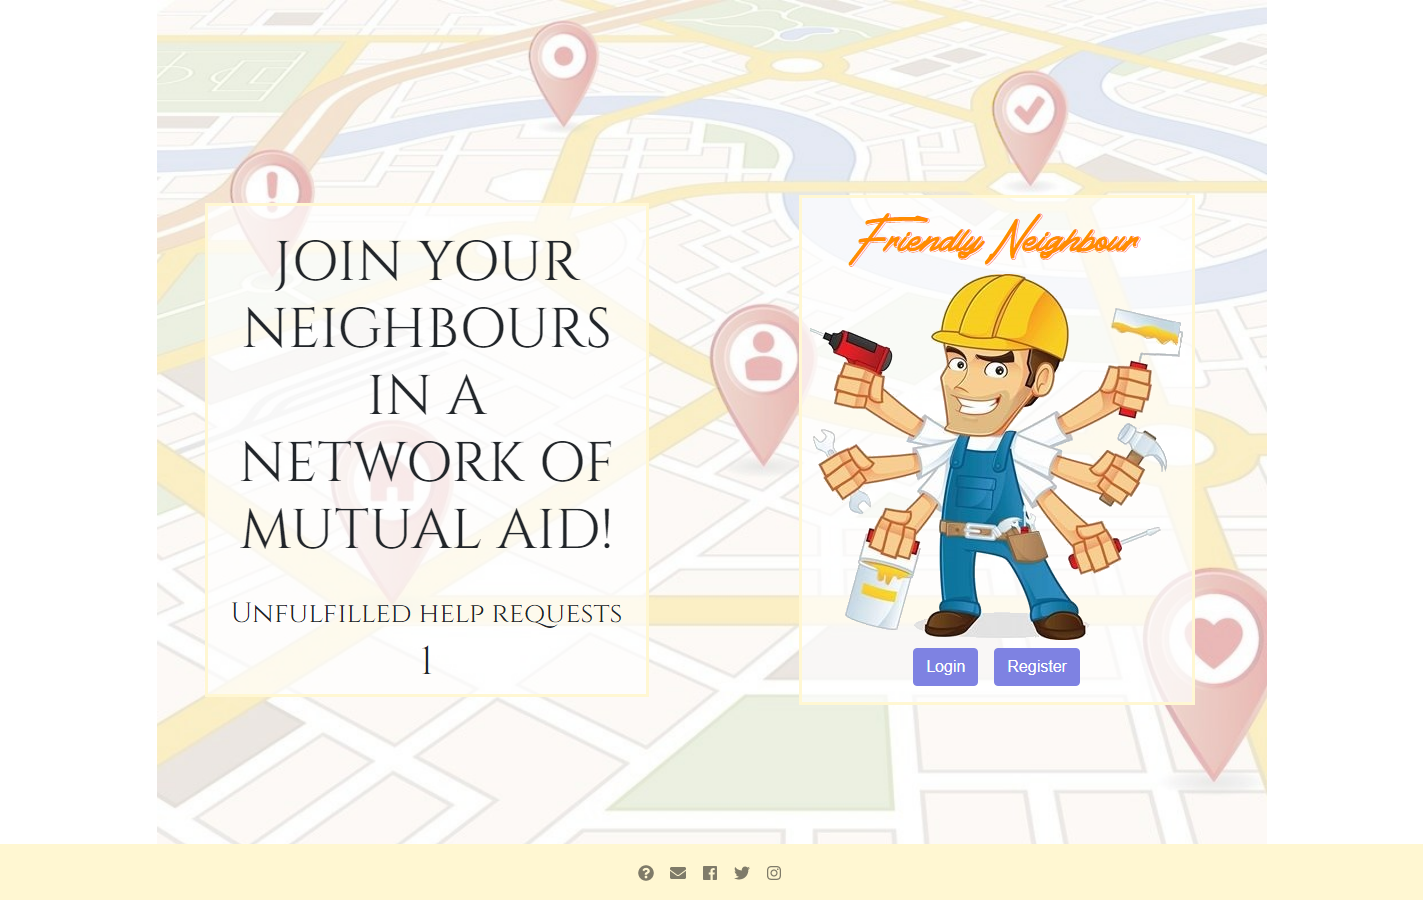 JOIN YOUR
NEIGHBOURS
IN A
NETWORK OF
MUTUAL AID!
Unfulfilled help requests
1
Friendly Neighbour
Login
Register